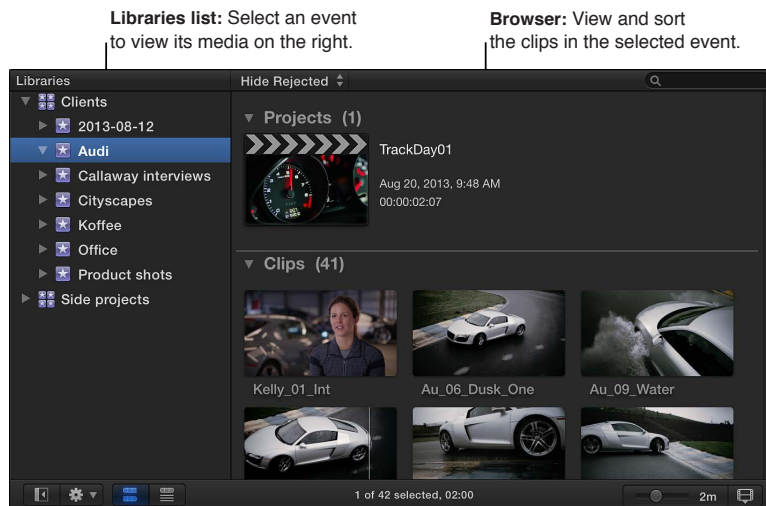 Libraries list: Select an event
to view its media on the right.
Browser: View and sort
the clips in the selected event.
Libraries
Hide Rejected
Clients
2013-08-12
Audi
Callaway interviews
Cityscapes
Koffee
Office
Product shots
Side projects
Projects (1)
TrackDay01
Aug 20, 2013, 9:48 AM
00:00:02:07
Clips (41)
Kelly_01_Int
Au_06_Dusk_One
Au_09_Water
1 of 42 selected, 02:00
2m